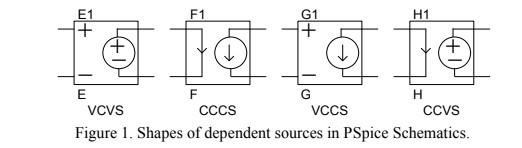 E1 F1 G1 H1
+ + + +
− −
E F G H
VCVS CCCS VCCS CCVS
Figure 1. Shapes of dependent sources in PSpice Schematics.